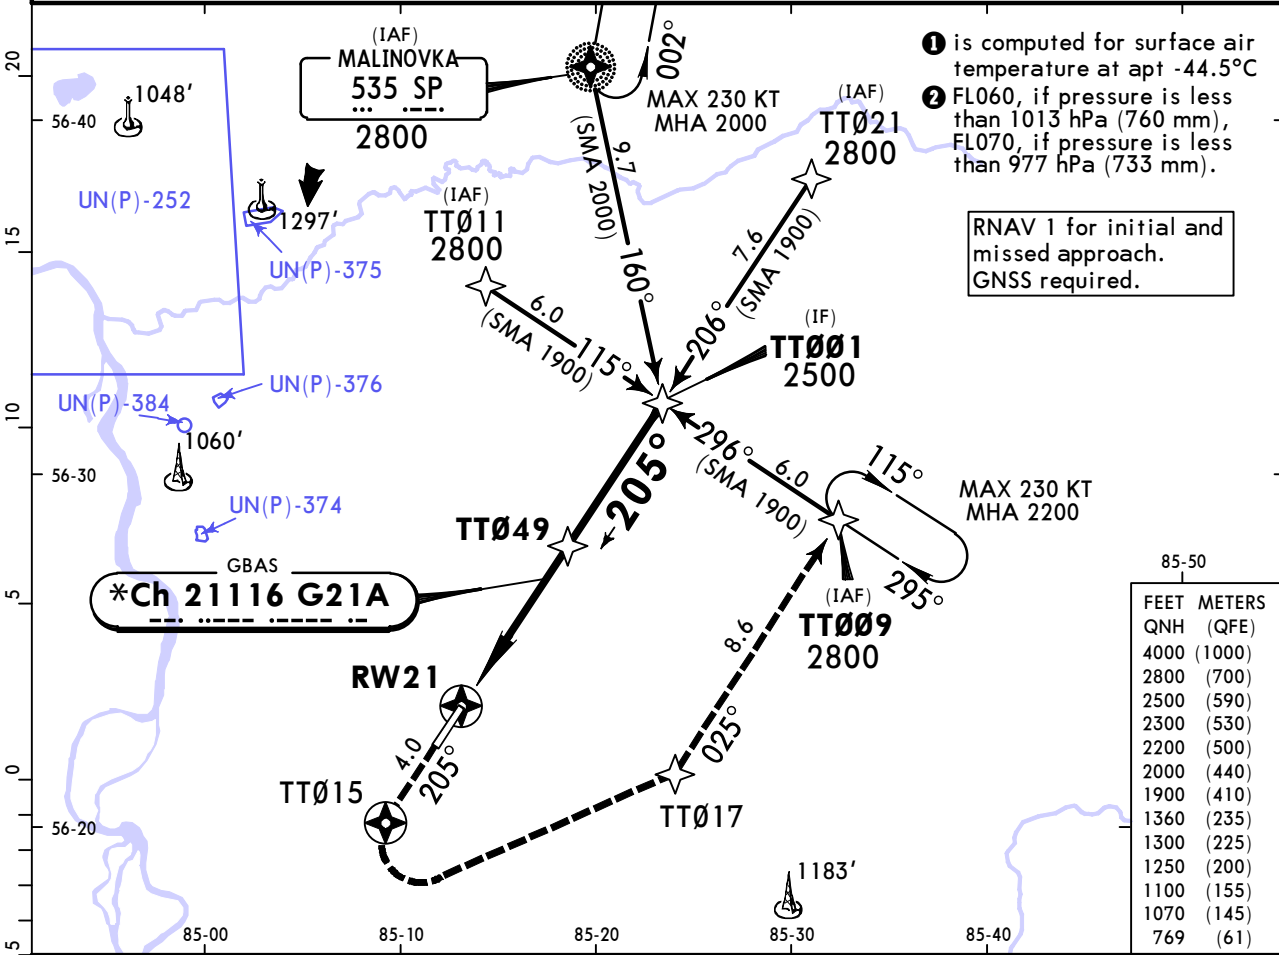 (IAF)
MALINOVKA
535 SP
2800
002°
MAX 230 KT
MHA 2000
❶ is computed for surface air
temperature at apt -44.5°C
❷ FL060, if pressure is less
than 1013 hPa (760 mm),
FL070, if pressure is less
than 977 hPa (733 mm).
RNAV 1 for initial and
missed approach.
GNSS required.
(IAF)
TTØ21
2800
7.6
(SMA 1900)
206°
9.7
(SMA 2000)
160°
(IAF)
TTØ11
2800
6.0
(SMA 1900)
115°
(IF)
TTØØ1
2500
1048'
UN(P)-252
1297'
UN(P)-375
UN(P)-376
UN(P)-384
1060'
UN(P)-374
296°
6.0
(SMA 1900)
115°
295°
MAX 230 KT
MHA 2200
(IAF)
TTØØ9
2800
205°
TTØ49
GBAS
*Ch 21116 G21A
RW21
4.0
205°
TTØ15
TTØ17
025°
8.6
1183'
20
15
10
5
0
5
56-40
56-30
56-20
85-00
85-10
85-20
85-30
85-40
85-50
FEET METERS
QNH (QFE)
4000 (1000)
2800 (700)
2500 (590)
2300 (530)
2200 (500)
2000 (440)
1900 (410)
1360 (235)
1300 (225)
1250 (200)
1100 (155)
1070 (145)
769 (61)